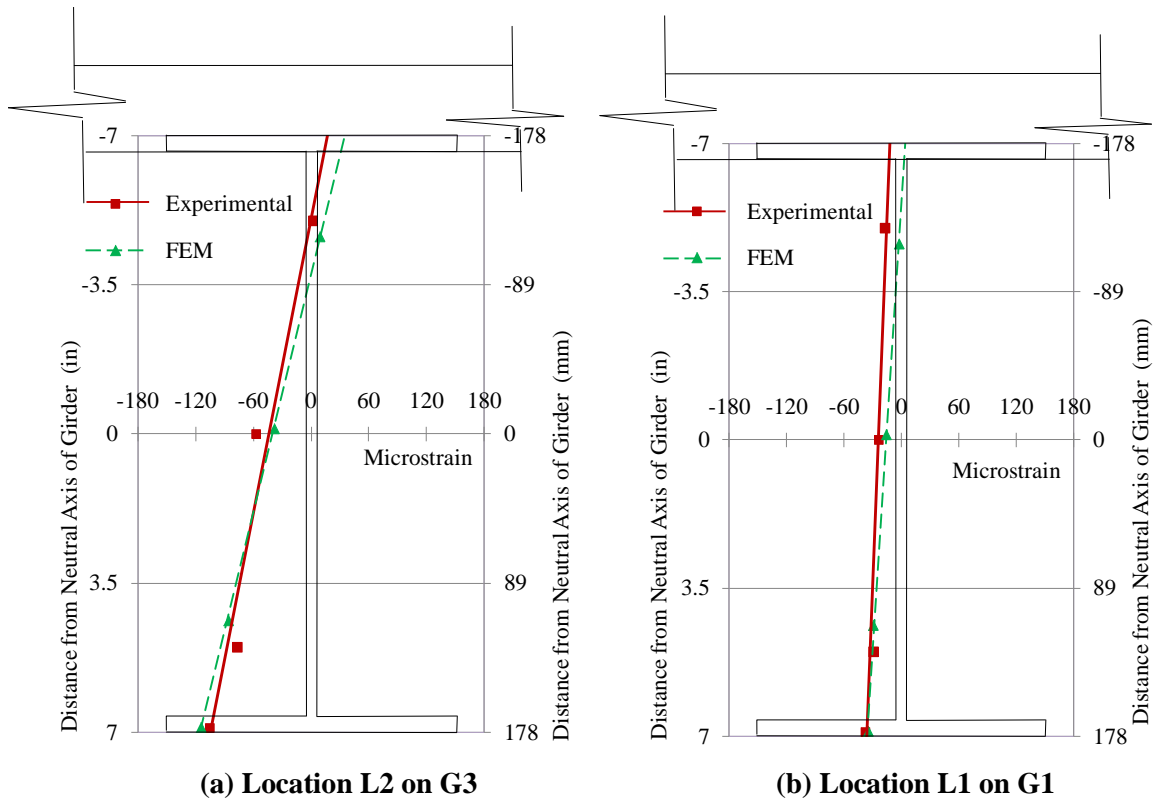 -7
-3.5
0
3.5
7
-178
-89
0
89
178
Experimental
FEM
-180 -120 -60 0 60 120 180
Microstrain
Distance from Neutral Axis of Girder (in)
Distance from Neutral Axis of Girder (mm)
(a) Location L2 on G3
-7
-3.5
0
3.5
7
-178
-89
0
89
178
Experimental
FEM
-180 -120 -60 0 60 120 180
Microstrain
Distance from Neutral Axis of Girder (in)
Distance from Neutral Axis of Girder (mm)
(b) Location L1 on G1